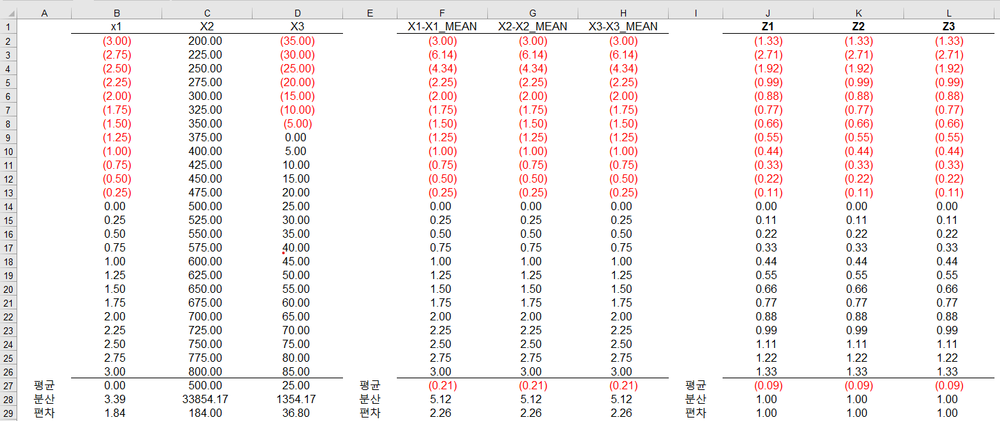 A B C D E F G H I J K L
1 x1 X2 X3 X1-X1_MEAN X2-X2_MEAN X3-X3_MEAN Z1 Z2 Z3
2 (3.00) 200.00 (35.00) (3.00) (3.00) (3.00) (1.33) (1.33) (1.33)
3 (2.75) 225.00 (30.00) (6.14) (6.14) (6.14) (2.71) (2.71) (2.71)
4 (2.50) 250.00 (25.00) (4.34) (4.34) (4.34) (1.92) (1.92) (1.92)
5 (2.25) 275.00 (20.00) (2.25) (2.25) (2.25) (0.99) (0.99) (0.99)
6 (2.00) 300.00 (15.00) (2.00) (2.00) (2.00) (0.88) (0.88) (0.88)
7 (1.75) 325.00 (10.00) (1.75) (1.75) (1.75) (0.77) (0.77) (0.77)
8 (1.50) 350.00 (5.00) (1.50) (1.50) (1.50) (0.66) (0.66) (0.66)
9 (1.25) 375.00 0.00 (1.25) (1.25) (1.25) (0.55) (0.55) (0.55)
10 (1.00) 400.00 5.00 (1.00) (1.00) (1.00) (0.44) (0.44) (0.44)
11 (0.75) 425.00 10.00 (0.75) (0.75) (0.75) (0.33) (0.33) (0.33)
12 (0.50) 450.00 15.00 (0.50) (0.50) (0.50) (0.22) (0.22) (0.22)
13 (0.25) 475.00 20.00 (0.25) (0.25) (0.25) (0.11) (0.11) (0.11)
14 0.00 500.00 25.00 0.00 0.00 0.00 0.00 0.00 0.00
15 0.25 525.00 30.00 0.25 0.25 0.25 0.11 0.11 0.11
16 0.50 550.00 35.00 0.50 0.50 0.50 0.22 0.22 0.22
17 0.75 575.00 40.00 0.75 0.75 0.75 0.33 0.33 0.33
18 1.00 600.00 45.00 1.00 1.00 1.00 0.44 0.44 0.44
19 1.25 625.00 50.00 1.25 1.25 1.25 0.55 0.55 0.55
20 1.50 650.00 55.00 1.50 1.50 1.50 0.66 0.66 0.66
21 1.75 675.00 60.00 1.75 1.75 1.75 0.77 0.77 0.77
22 2.00 700.00 65.00 2.00 2.00 2.00 0.88 0.88 0.88
23 2.25 725.00 70.00 2.25 2.25 2.25 0.99 0.99 0.99
24 2.50 750.00 75.00 2.50 2.50 2.50 1.11 1.11 1.11
25 2.75 775.00 80.00 2.75 2.75 2.75 1.22 1.22 1.22
26 3.00 800.00 85.00 3.00 3.00 3.00 1.33 1.33 1.33
27 평균 0.00 500.00 25.00 평균 (0.21) (0.21) (0.21) 평균 (0.09) (0.09) (0.09)
28 분산 3.39 33854.17 1354.17 분산 5.12 5.12 5.12 분산 1.00 1.00 1.00
29 편차 1.84 184.00 36.80 편차 2.26 2.26 2.26 편차 1.00 1.00 1.00